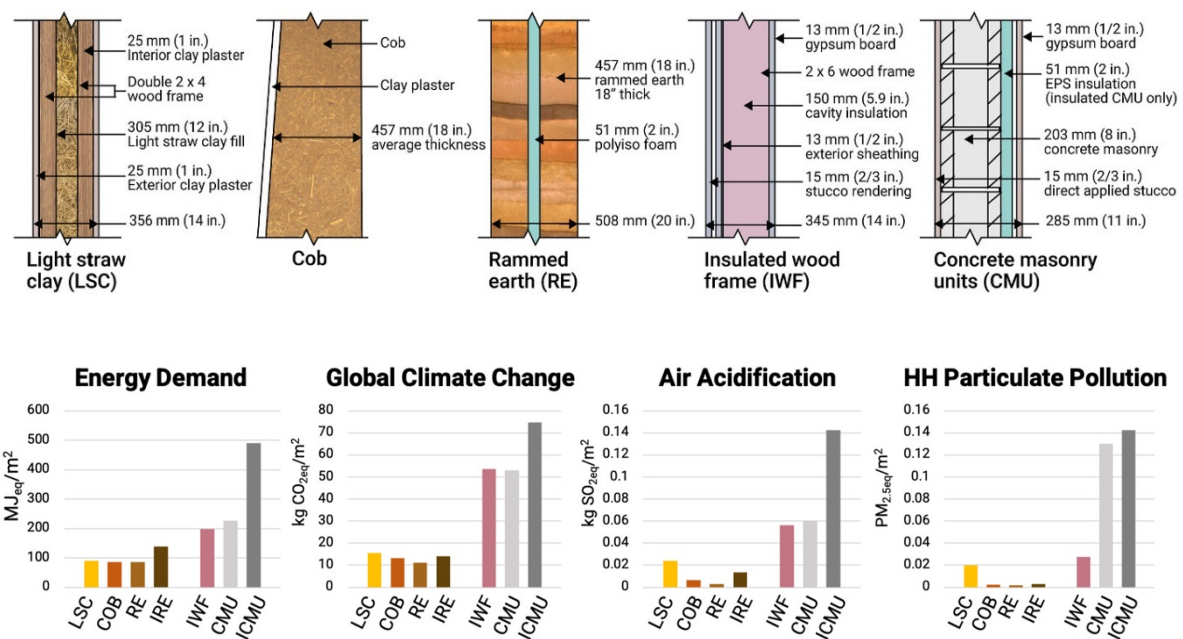 25 mm (1 in.)
Interior clay plaster
Double 2 x 4
wood frame
305 mm (12 in.)
Light straw clay fill
25 mm (1 in.)
Exterior clay plaster
356 mm (14 in.)
Light straw
clay (LSC)
Cob
Clay plaster
457 mm (18 in.)
average thickness
Cob
457 mm (18 in.)
rammed earth
18" thick
51 mm (2 in.)
polyiso foam
508 mm (20 in.)
Rammed
earth (RE)
13 mm (1/2 in.)
gypsum board
2 x 6 wood frame
150 mm (5.9 in.)
cavity insulation
13 mm (1/2 in.)
exterior sheathing
15 mm (2/3 in.)
stucco rendering
345 mm (14 in.)
Insulated wood
frame (IWF)
13 mm (1/2 in.)
gypsum board
51 mm (2 in.)
EPS insulation
(insulated CMU only)
203 mm (8 in.)
concrete masonry
15 mm (2/3 in.)
direct applied stucco
285 mm (11 in.)
Concrete masonry
units (CMU)
Energy Demand
MJeq/m²
600
500
400
300
200
100
0
LSC
COB
RE
IRE
IWF
CMU
ICMU
Global Climate Change
kg CO2eq/m²
80
70
60
50
40
30
20
10
0
LSC
COB
RE
IRE
IWF
CMU
ICMU
Air Acidification
kg SO2eq/m²
0.16
0.14
0.12
0.1
0.08
0.06
0.04
0.02
0
LSC
COB
RE
IRE
IWF
CMU
ICMU
HH Particulate Pollution
PM2.5eq/m²
0.16
0.14
0.12
0.1
0.08
0.06
0.04
0.02
0
LSC
COB
RE
IRE
IWF
CMU
ICMU